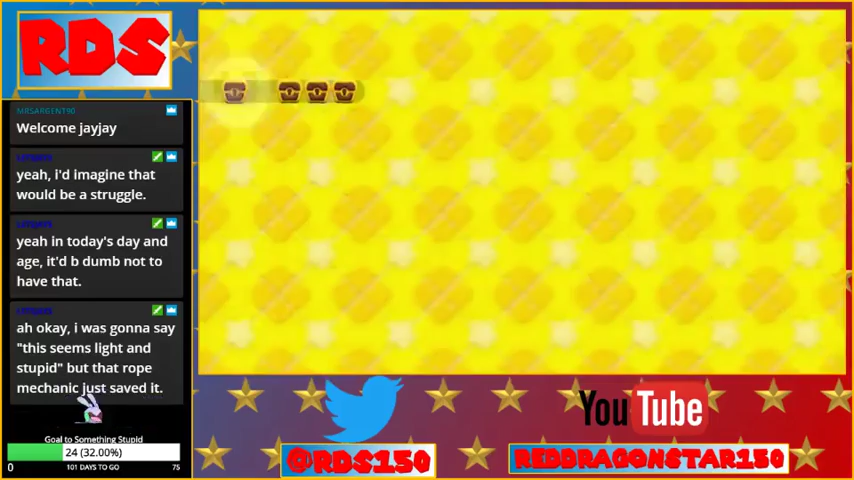 RDS
MRSARGENT90
Welcome jayjay
yeah, i'd imagine that
would be a struggle.
yeah in today's day and
age, it'd b dumb not to
have that.
ah okay, i was gonna say
"this seems light and
stupid" but that rope
mechanic just saved it.
Goal to Something Stupid
24 (32.00%)
0
101 DAYS TO GO
75
@RDS150
YouTube
REDDRAGONSTAR150